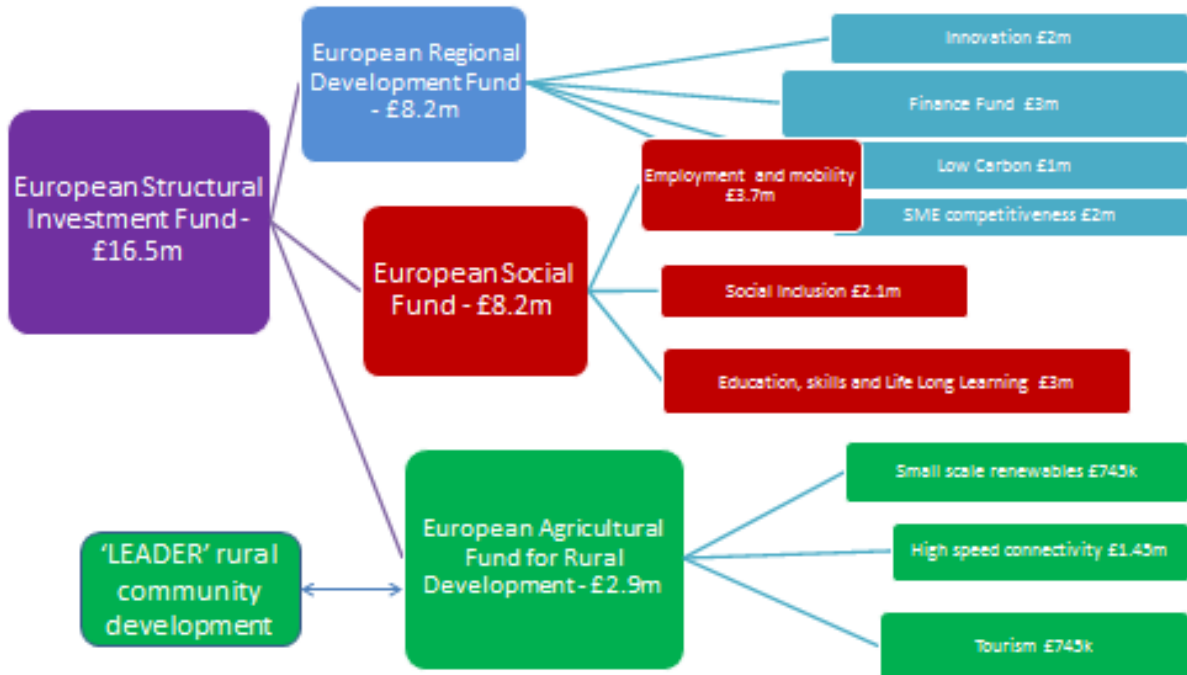 European Regional
Development Fund
- £8.2m
Innovation £2m
Finance Fund £3m
Low Carbon £1m
SME competitiveness £2m
European Structural
Investment Fund -
£16.5m
Employment and mobility
£3.7m
European Social
Fund - £8.2m
Social Inclusion £2.1m
Education, skills and Life Long Learning £3m
European Agricultural
Fund for Rural
Development - £2.9m
Small scale renewables £745k
High speed connectivity £1.45m
Tourism £745k
‘LEADER’ rural
community
development